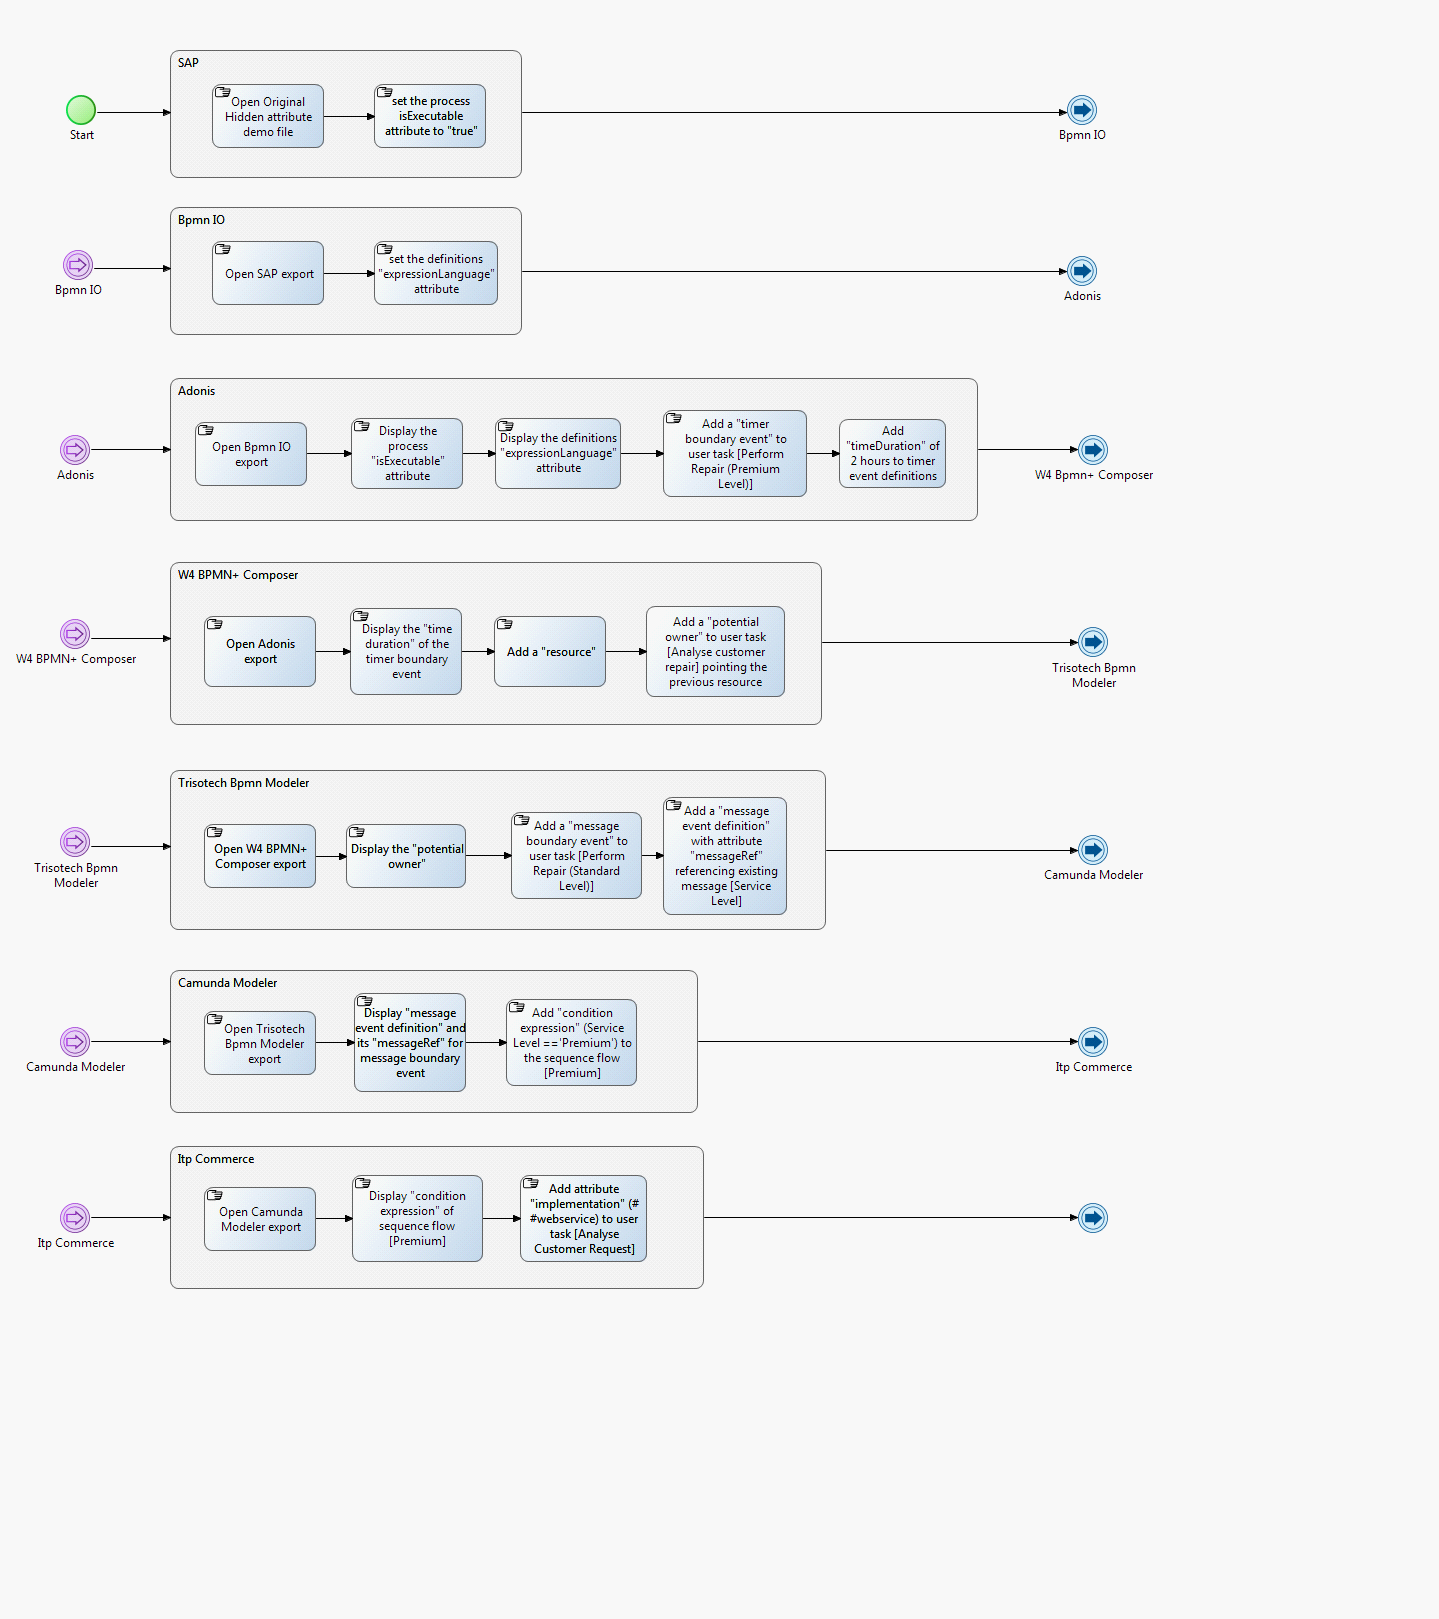 SAP
Start
Open Original
Hidden attribute
demo file
set the process
isExecutable
attribute to "true"
Bpmn IO
Bpmn IO
Bpmn IO
Open SAP export
set the definitions
"expressionLanguage"
attribute
Adonis
Adonis
Adonis
Open Bpmn IO
export
Display the
process
"isExecutable"
attribute
Display the definitions
"expressionLanguage"
attribute
Add a "timer
boundary event" to
user task [Perform
Repair (Premium
Level)]
Add
"timeDuration" of
2 hours to timer
event definitions
W4 Bpmn+ Composer
W4 BPMN+ Composer
W4 BPMN+ Composer
Open Adonis
export
Display the "time
duration" of the
timer boundary
event
Add a "resource"
Add a "potential
owner" to user task
[Analyse customer
repair] pointing the
previous resource
Trisotech Bpmn
Modeler
Trisotech Bpmn Modeler
Trisotech Bpmn
Modeler
Open W4 BPMN+
Composer export
Display the "potential
owner"
Add a "message
boundary event" to
user task [Perform
Repair (Standard
Level)]
Add a "message
event definition"
with attribute
"messageRef"
referencing existing
message [Service
Level]
Camunda Modeler
Camunda Modeler
Camunda Modeler
Open Trisotech
Bpmn Modeler
export
Display "message
event definition" and
its "messageRef" for
message boundary
event
Add "condition
expression" (Service
Level =='Premium') to
the sequence flow
[Premium]
Itp Commerce
Itp Commerce
Itp Commerce
Open Camunda
Modeler export
Display "condition
expression" of
sequence flow
[Premium]
Add attribute
"implementation" (#
#webservice) to user
task [Analyse
Customer Request]